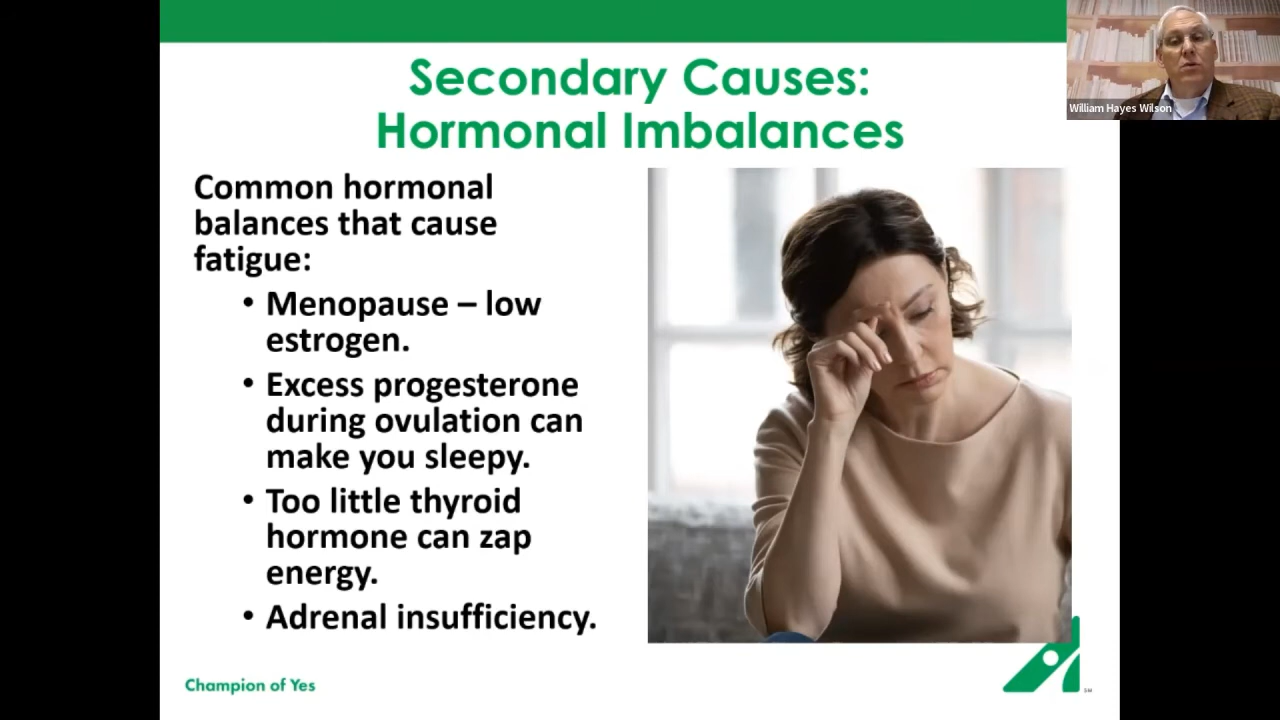 Secondary Causes:
Hormonal Imbalances
William Hayes Wilson
Common hormonal
balances that cause
fatigue:
• Menopause – low
estrogen.
• Excess progesterone
during ovulation can
make you sleepy.
• Too little thyroid
hormone can zap
energy.
• Adrenal insufficiency.
Champion of Yes
SM